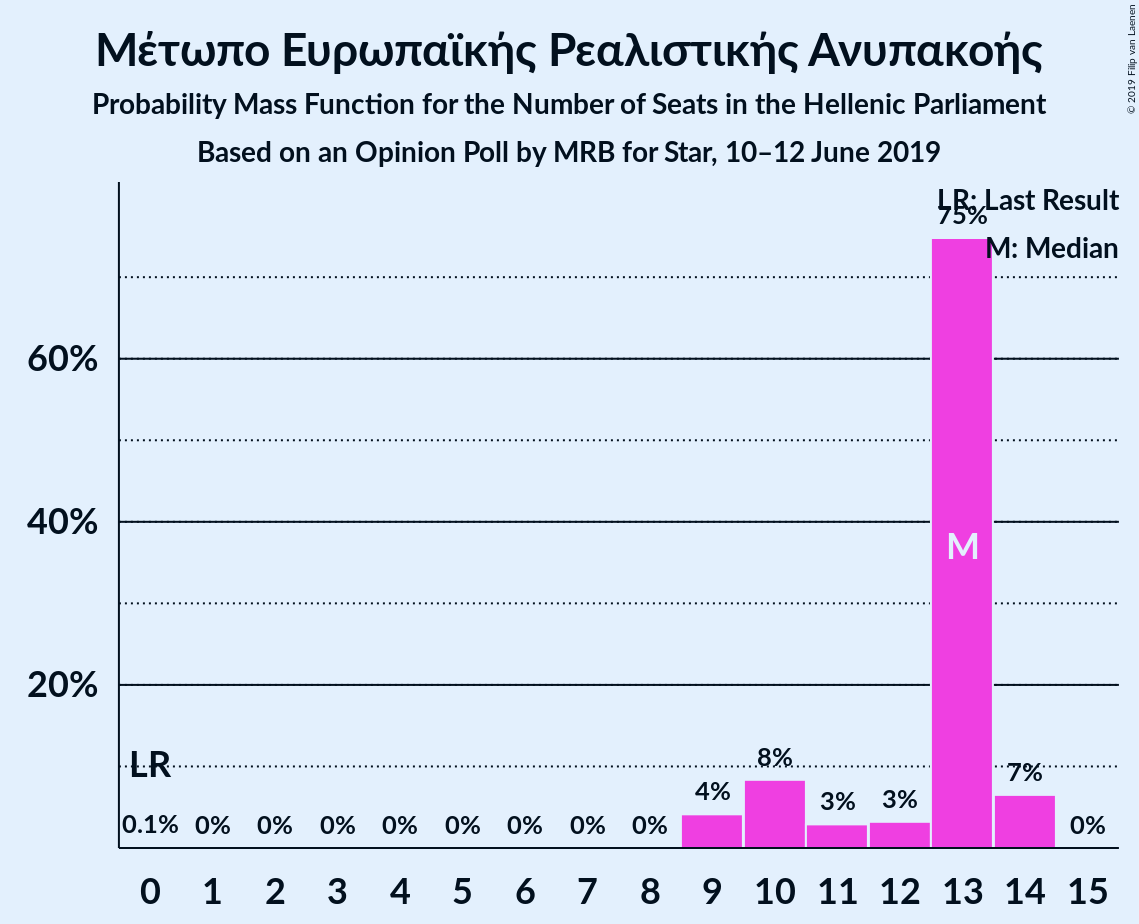 Μέτωπο Ευρωπαϊκής Ρεαλιστικής Ανυπακοής
Probability Mass Function for the Number of Seats in the Hellenic Parliament
Based on an Opinion Poll by MRB for Star, 10–12 June 2019
© 2019 Filip van Laenen
LR: Last Result
M: Median
75%
60%
40%
20%
M
LR
0.1% 0% 0% 0% 0% 0% 0% 0% 0% 4% 8% 3% 3% 7% 0%
0 1 2 3 4 5 6 7 8 9 10 11 12 13 14 15